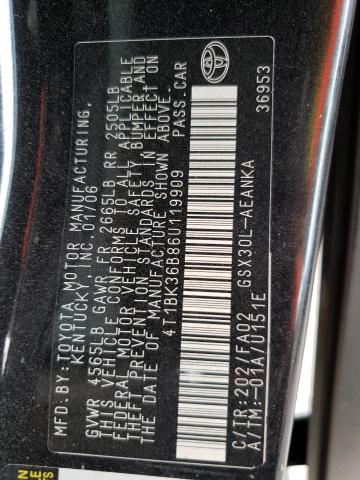 MFD. BY: TOYOTA MOTOR MANUFACTURING,
KENTUCKY, INC. 01/06
GVWR 4565LB GAWR FR 2665LB RR 2505LB
THIS VEHICLE CONFORMS TO ALL APPLICABLE
FEDERAL MOTOR VEHICLE SAFETY, BUMPER AND
THEFT PREVENTION STANDARDS IN EFFECT ON
THE DATE OF MANUFACTURE SHOWN ABOVE.
4T1BK36B86U119909 PASS. CAR
C/TR:202/FA02 GSX30L-AEANKA
A/TM:-01A/U151E 36953